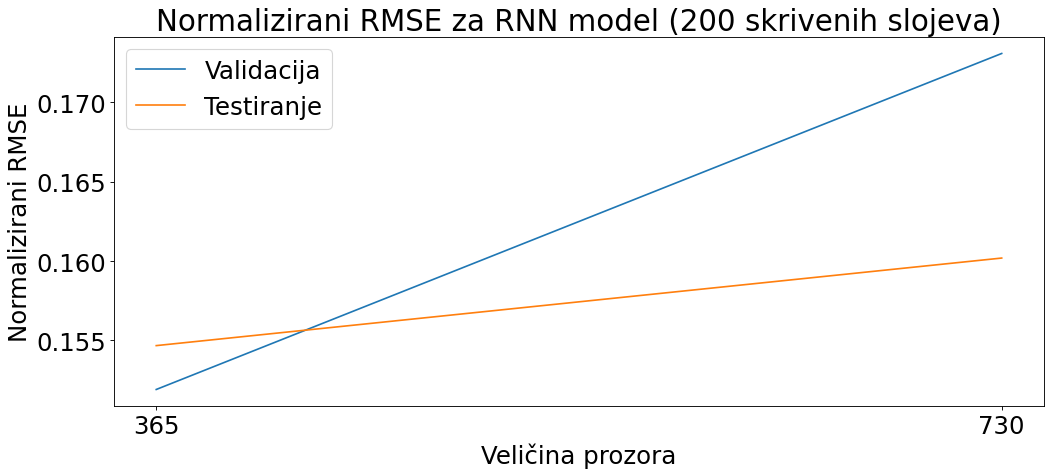 Normalizirani RMSE za RNN model (200 skrivenih slojeva)
Validacija
Testiranje
Normalizirani RMSE
0.170
0.165
0.160
0.155
365
730
Veličina prozora